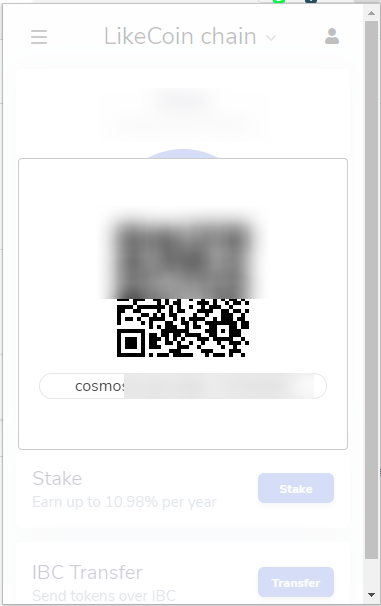 LikeCoin chain
cosmos
Stake
Earn up to 10.98% per year
Stake
IBC Transfer
Send tokens over IBC
Transfer